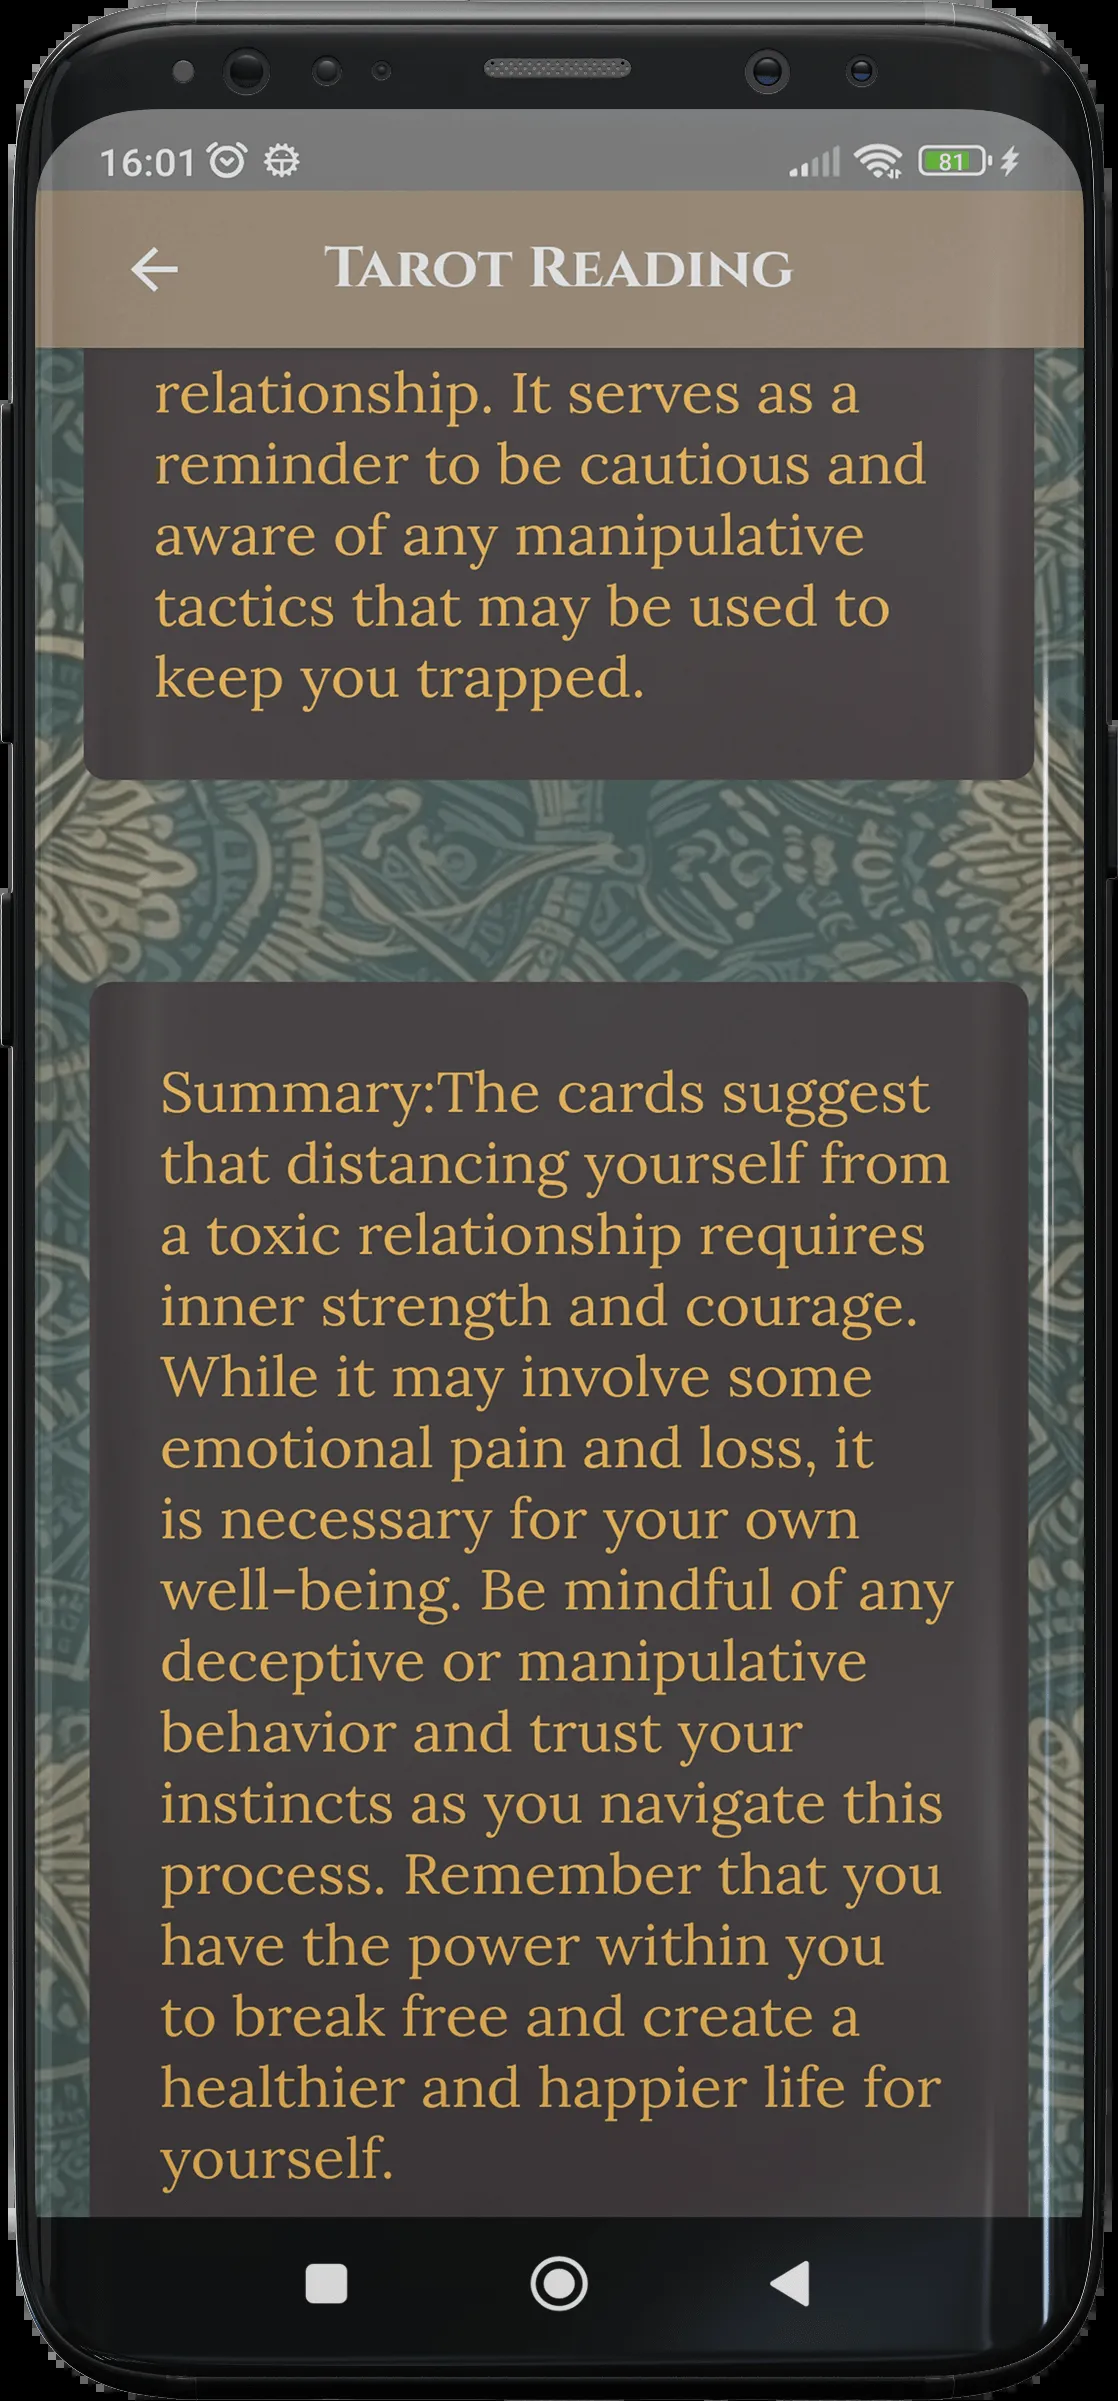 16:01
81
Tarot Reading
relationship. It serves as a
reminder to be cautious and
aware of any manipulative
tactics that may be used to
keep you trapped.
Summary:The cards suggest
that distancing yourself from
a toxic relationship requires
inner strength and courage.
While it may involve some
emotional pain and loss, it
is necessary for your own
well-being. Be mindful of any
deceptive or manipulative
behavior and trust your
instincts as you navigate this
process. Remember that you
have the power within you
to break free and create a
healthier and happier life for
yourself.